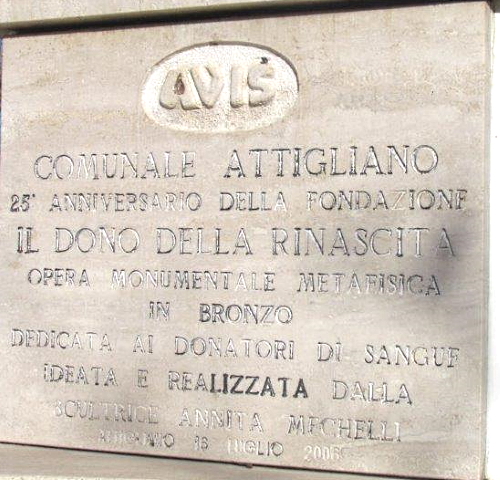 AVIS
COMUNALE ATTIGLIANO
25° ANNIVERSARIO DELLA FONDAZIONE
IL DONO DELLA RINASCITA
OPERA MONUMENTALE METAFISICA
IN BRONZO
DEDICATA AI DONATORI DI SANGUE
IDEATA E REALIZZATA DALLA
SCULTRICE ANNITA MECHELLI
ATTIGLIANO 16 LUGLIO 2006